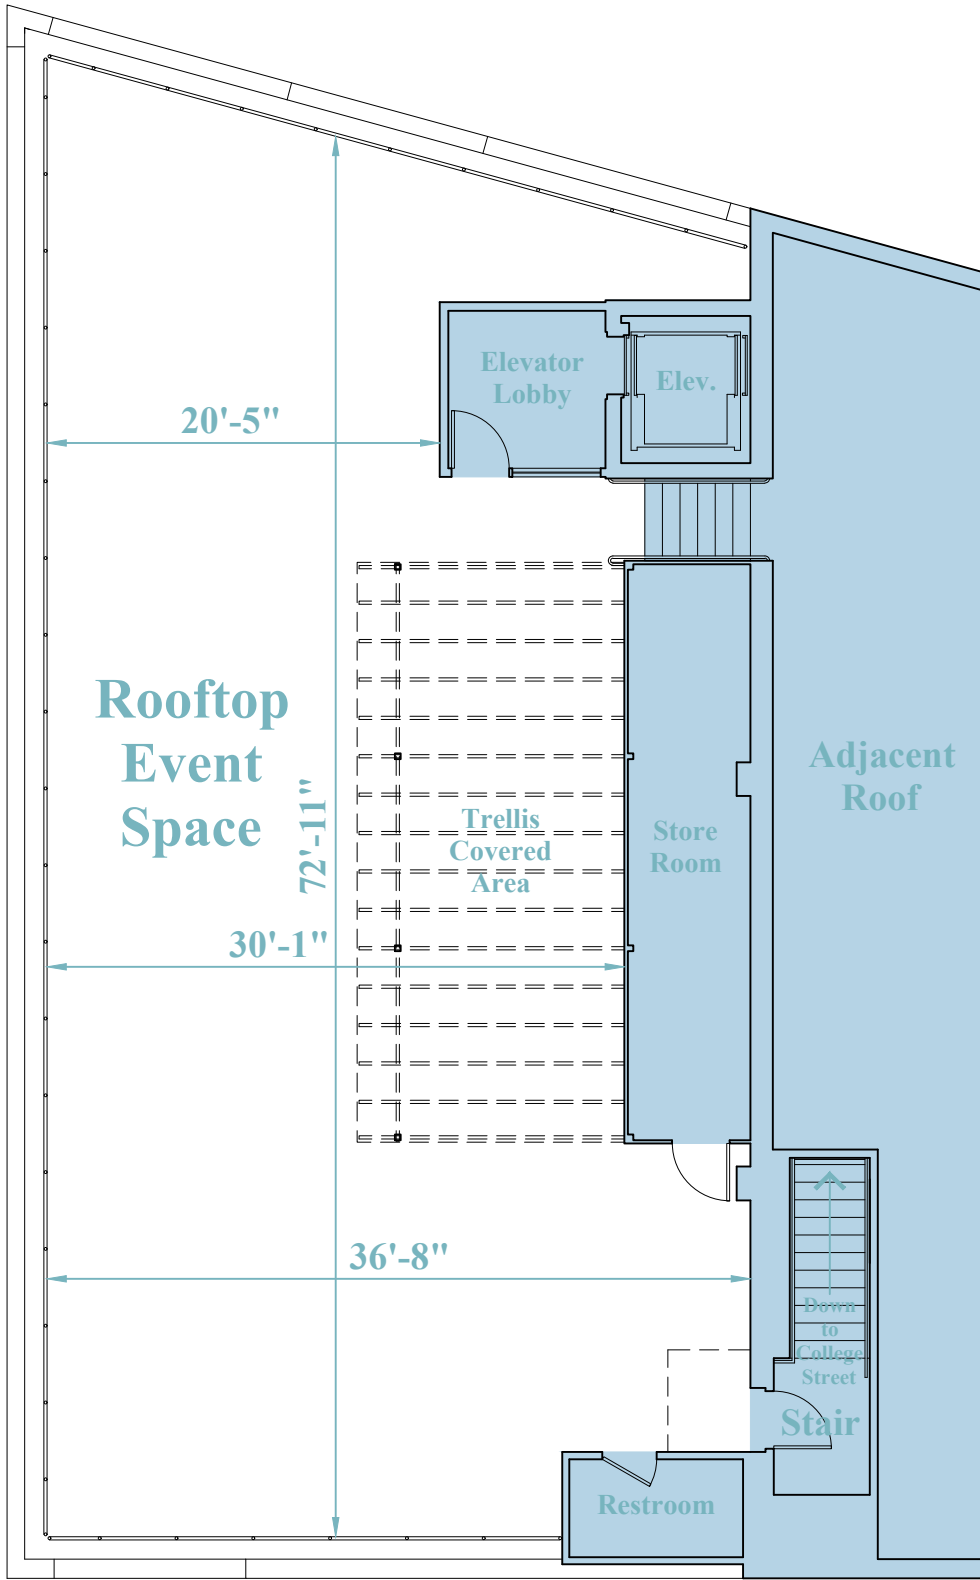 Elevator
Lobby
Elev.
20'-5"
Rooftop
Event
Space
72'-11"
Trellis
Covered
Area
Store
Room
Adjacent
Roof
30'-1"
36'-8"
Down
to
College
Street
Stair
Restroom